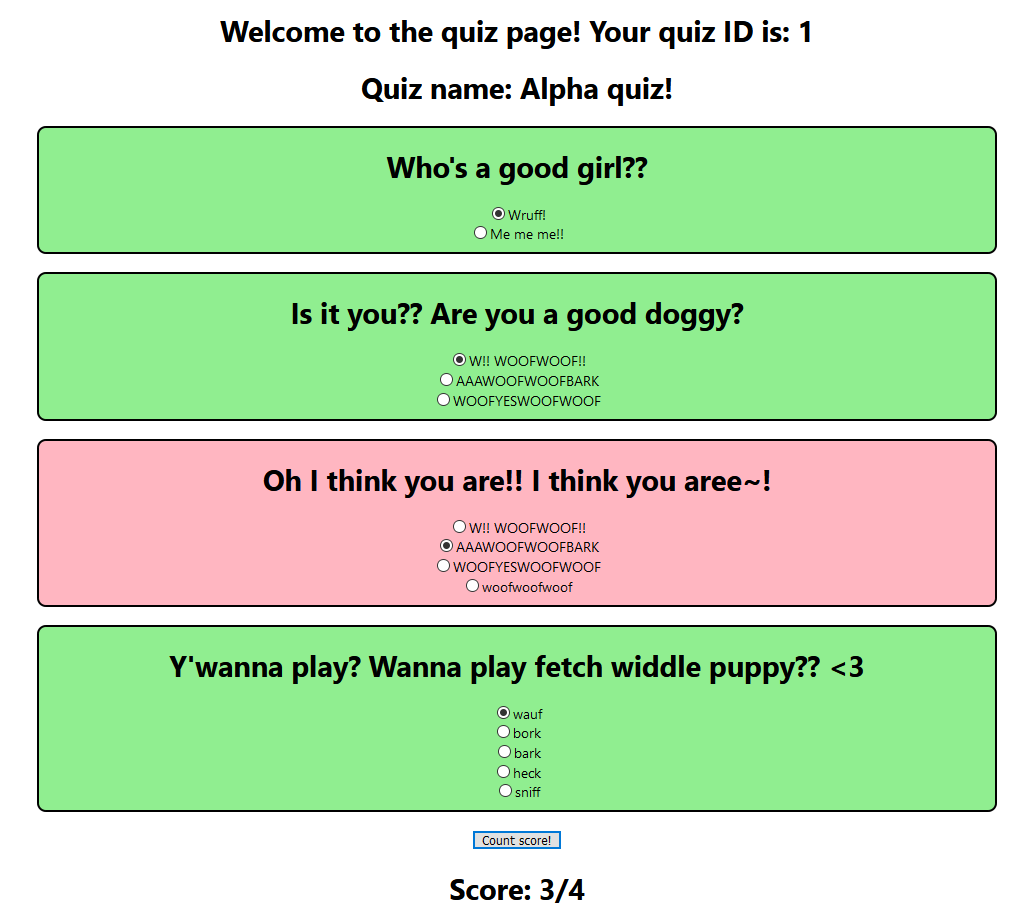 Welcome to the quiz page! Your quiz ID is: 1
Quiz name: Alpha quiz!
Who's a good girl??
Wruff!
Me me me!!
Is it you?? Are you a good doggy?
W!! WOOFWOOF!!
AAAWOOFWOOFBARK
WOOFYESWOOFWOOF
Oh I think you are!! I think you aree~!
W!! WOOFWOOF!!
AAAWOOFWOOFBARK
WOOFYESWOOFWOOF
woofwoofwoof
Y'wanna play? Wanna play fetch widdle puppy?? <3
wauf
bork
bark
heck
sniff
Count score!
Score: 3/4